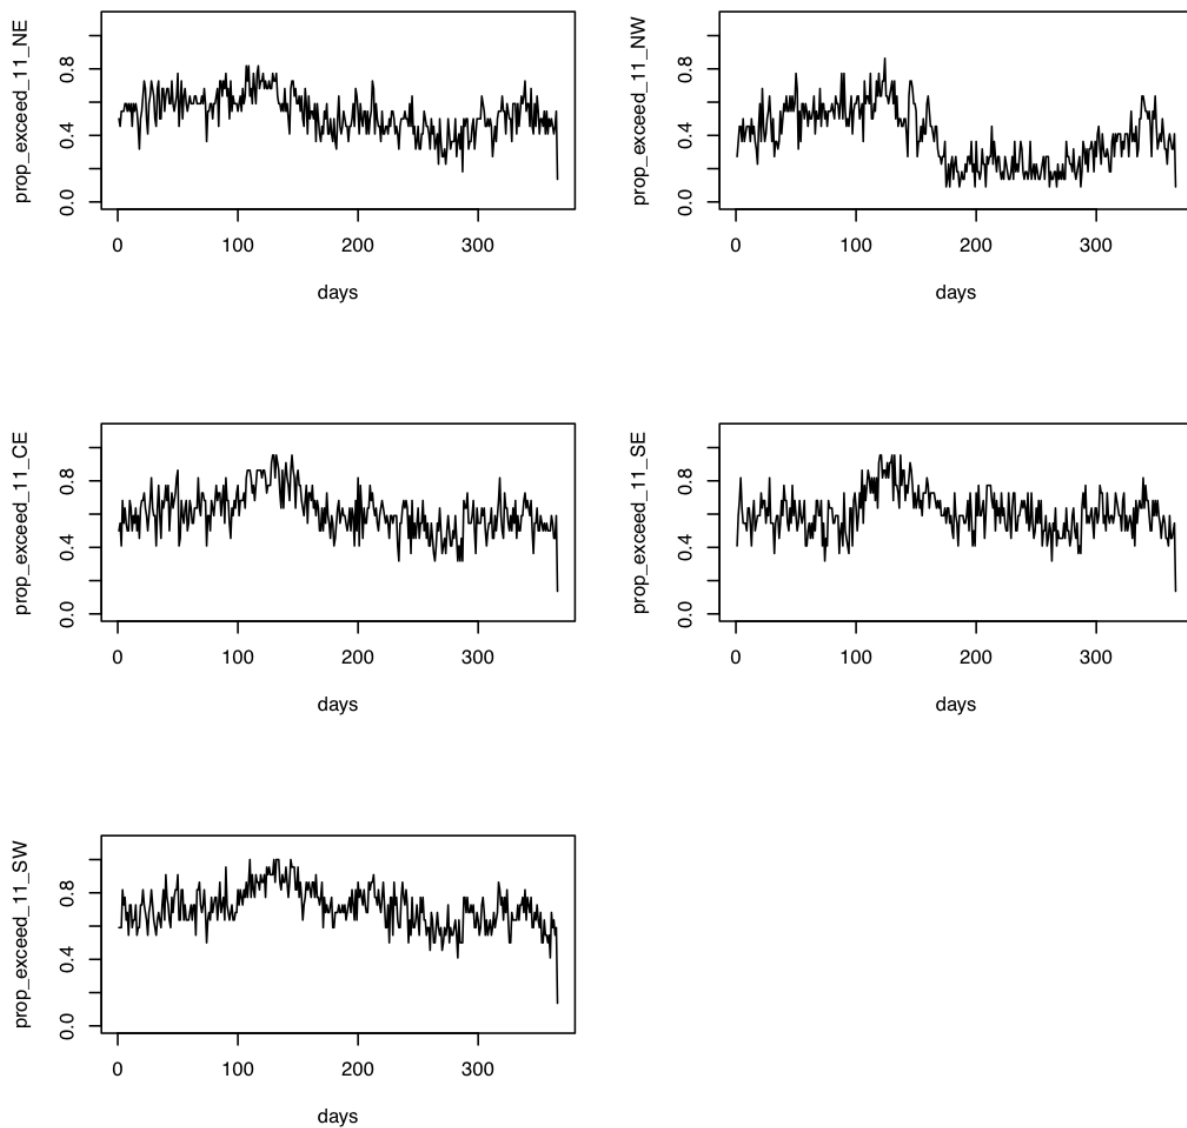 prop_exceed_11_NE
0.0 0.4 0.8
0 100 200 300
days
prop_exceed_11_NW
0.0 0.4 0.8
0 100 200 300
days
prop_exceed_11_CE
0.0 0.4 0.8
0 100 200 300
days
prop_exceed_11_SE
0.0 0.4 0.8
0 100 200 300
days
prop_exceed_11_SW
0.0 0.4 0.8
0 100 200 300
days